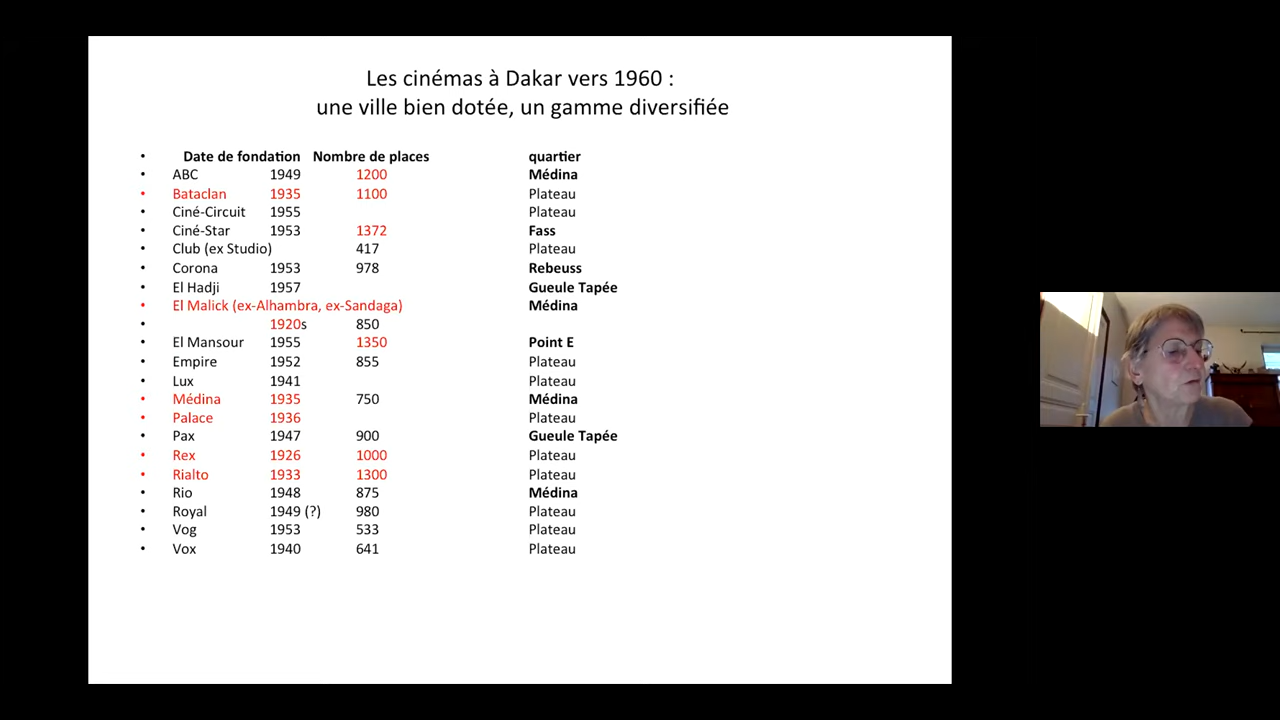 Les cinémas à Dakar vers 1960 :
une ville bien dotée, un gamme diversifiée
• Date de fondation Nombre de places quartier
• ABC 1949 1200 Médina
• Bataclan 1935 1100 Plateau
• Ciné-Circuit 1955 Plateau
• Ciné-Star 1953 1372 Fass
• Club (ex Studio) 417 Plateau
• Corona 1953 978 Rebeuss
• El Hadji 1957 Gueule Tapée
• El Malick (ex-Alhambra, ex-Sandaga) Médina
• 1920s 850
• El Mansour 1955 1350 Point E
• Empire 1952 855 Plateau
• Lux 1941 Plateau
• Médina 1935 750 Médina
• Palace 1936 Plateau
• Pax 1947 900 Gueule Tapée
• Rex 1926 1000 Plateau
• Rialto 1933 1300 Plateau
• Rio 1948 875 Médina
• Royal 1949 (?) 980 Plateau
• Vog 1953 533 Plateau
• Vox 1940 641 Plateau